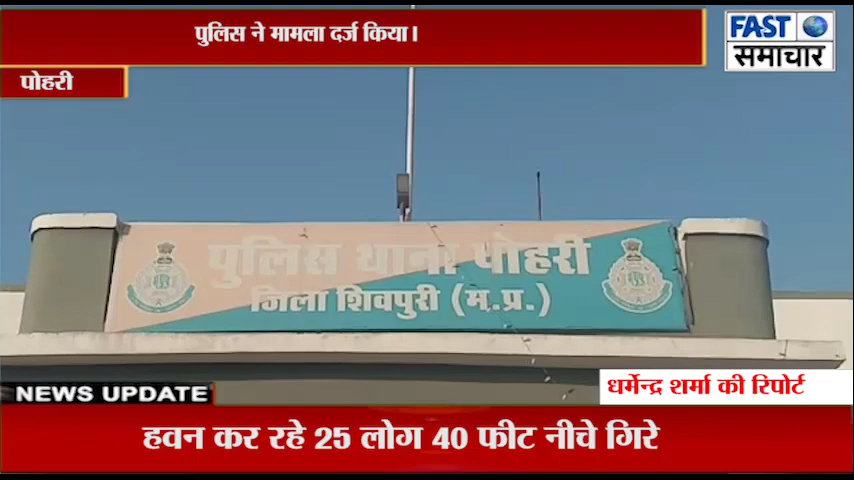 पुलिस ने मामला दर्ज किया।
FAST
समाचार
पोहरी
पुलिस थाना पोहरी
जिला शिवपुरी (म.प्र.)
धर्मेन्द्र शर्मा की रिपोर्ट
NEWS UPDATE
हवन कर रहे 25 लोग 40 फीट नीचे गिरे